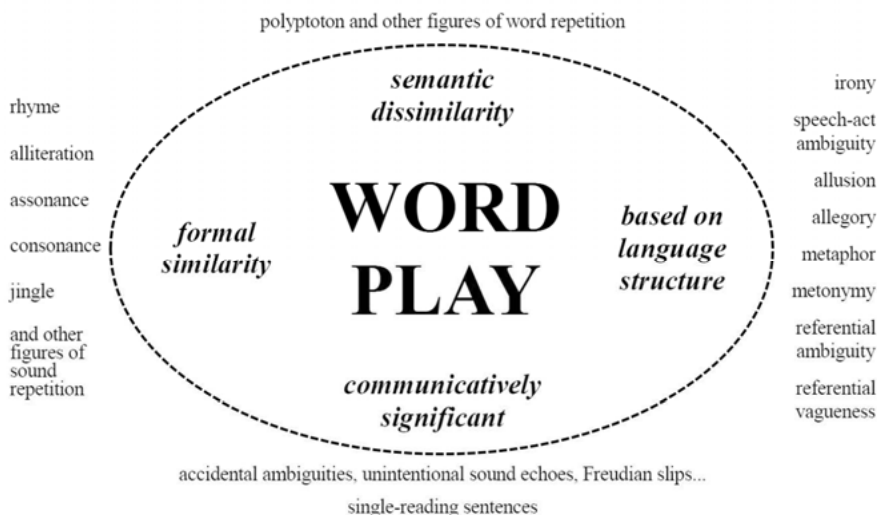 polyptoton and other figures of word repetition
semantic
dissimilarity
rhyme
alliteration
assonance
consonance
jingle
and other
figures of
sound
repetition
formal
similarity
WORD
PLAY
based on
language
structure
communicatively
significant
irony
speech-act
ambiguity
allusion
allegory
metaphor
metonymy
referential
ambiguity
referential
vagueness
accidental ambiguities, unintentional sound echoes, Freudian slips...
single-reading sentences